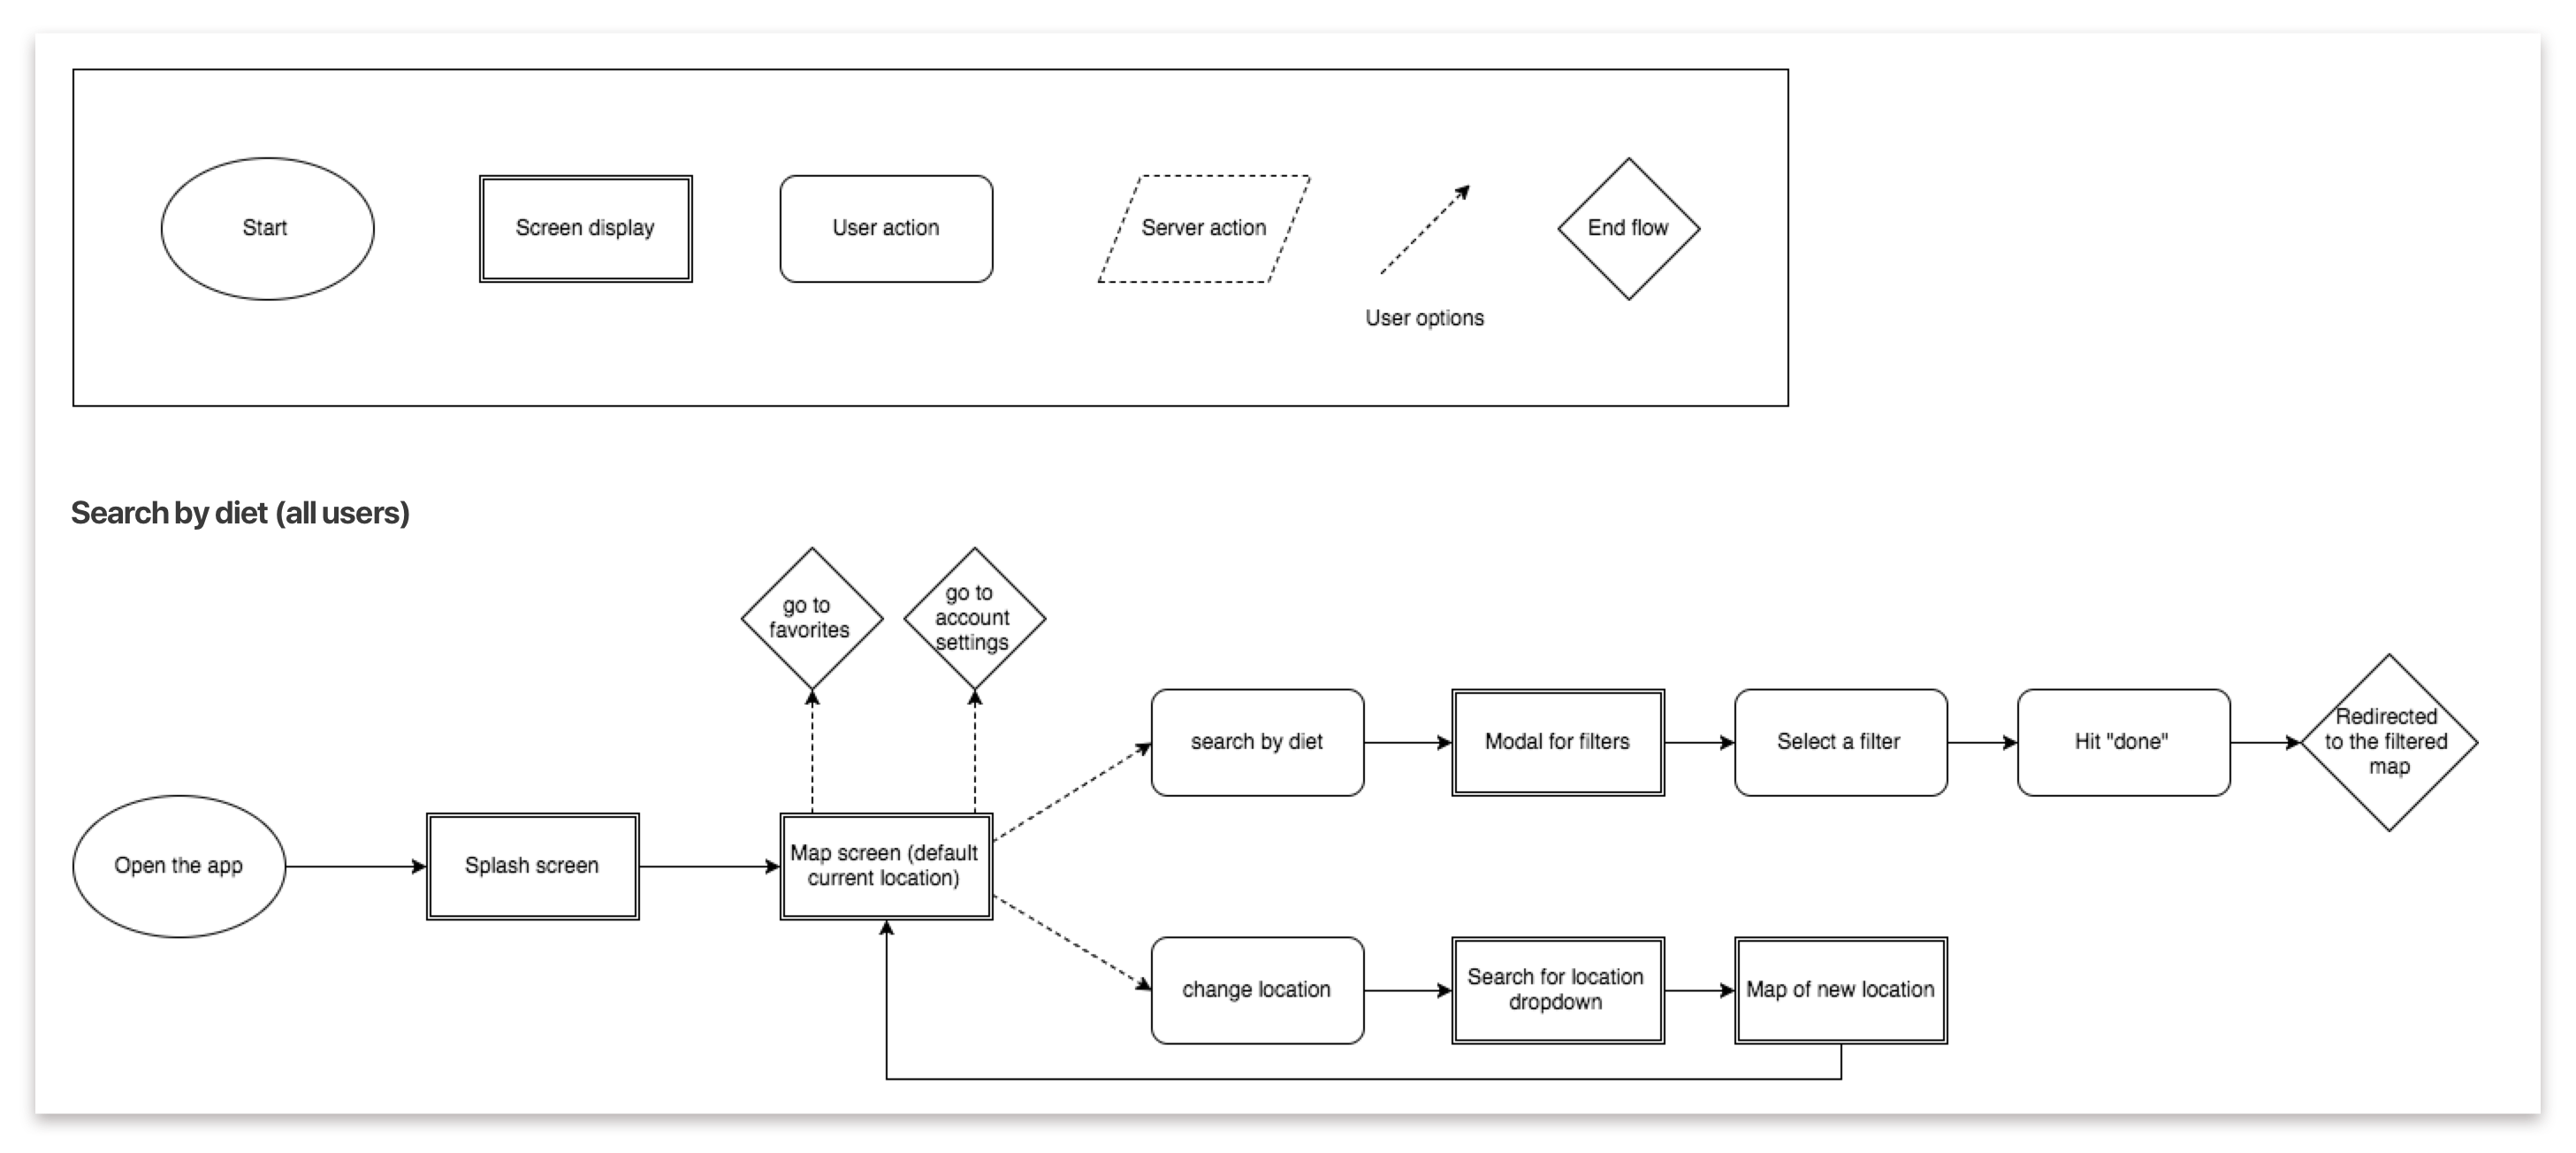 Start
Screen display
User action
Server action
User options
End flow
Search by diet (all users)
go to
favorites
go to
account
settings
search by diet
Modal for filters
Select a filter
Hit "done"
Redirected
to the filtered
map
Open the app
Splash screen
Map screen (default
current location)
change location
Search for location
dropdown
Map of new location